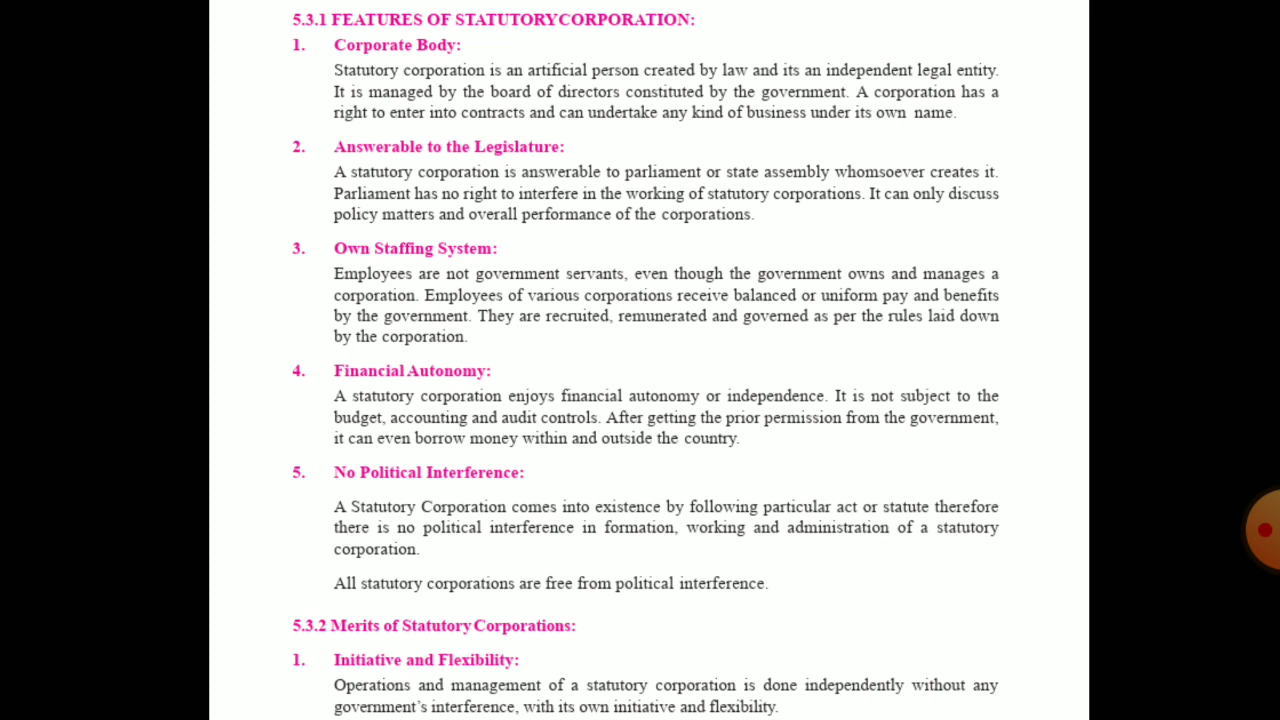 5.3.1 FEATURES OF STATUTORY CORPORATION:
1. Corporate Body:
Statutory corporation is an artificial person created by law and its an independent legal entity.
It is managed by the board of directors constituted by the government. A corporation has a
right to enter into contracts and can undertake any kind of business under its own name.
2. Answerable to the Legislature:
A statutory corporation is answerable to parliament or state assembly whomsoever creates it.
Parliament has no right to interfere in the working of statutory corporations. It can only discuss
policy matters and overall performance of the corporations.
3. Own Staffing System:
Employees are not government servants, even though the government owns and manages a
corporation. Employees of various corporations receive balanced or uniform pay and benefits
by the government. They are recruited, remunerated and governed as per the rules laid down
by the corporation.
4. Financial Autonomy:
A statutory corporation enjoys financial autonomy or independence. It is not subject to the
budget, accounting and audit controls. After getting the prior permission from the government,
it can even borrow money within and outside the country.
5. No Political Interference:
A Statutory Corporation comes into existence by following particular act or statute therefore
there is no political interference in formation, working and administration of a statutory
corporation.
All statutory corporations are free from political interference.
5.3.2 Merits of Statutory Corporations:
1. Initiative and Flexibility:
Operations and management of a statutory corporation is done independently without any
government's interference, with its own initiative and flexibility.